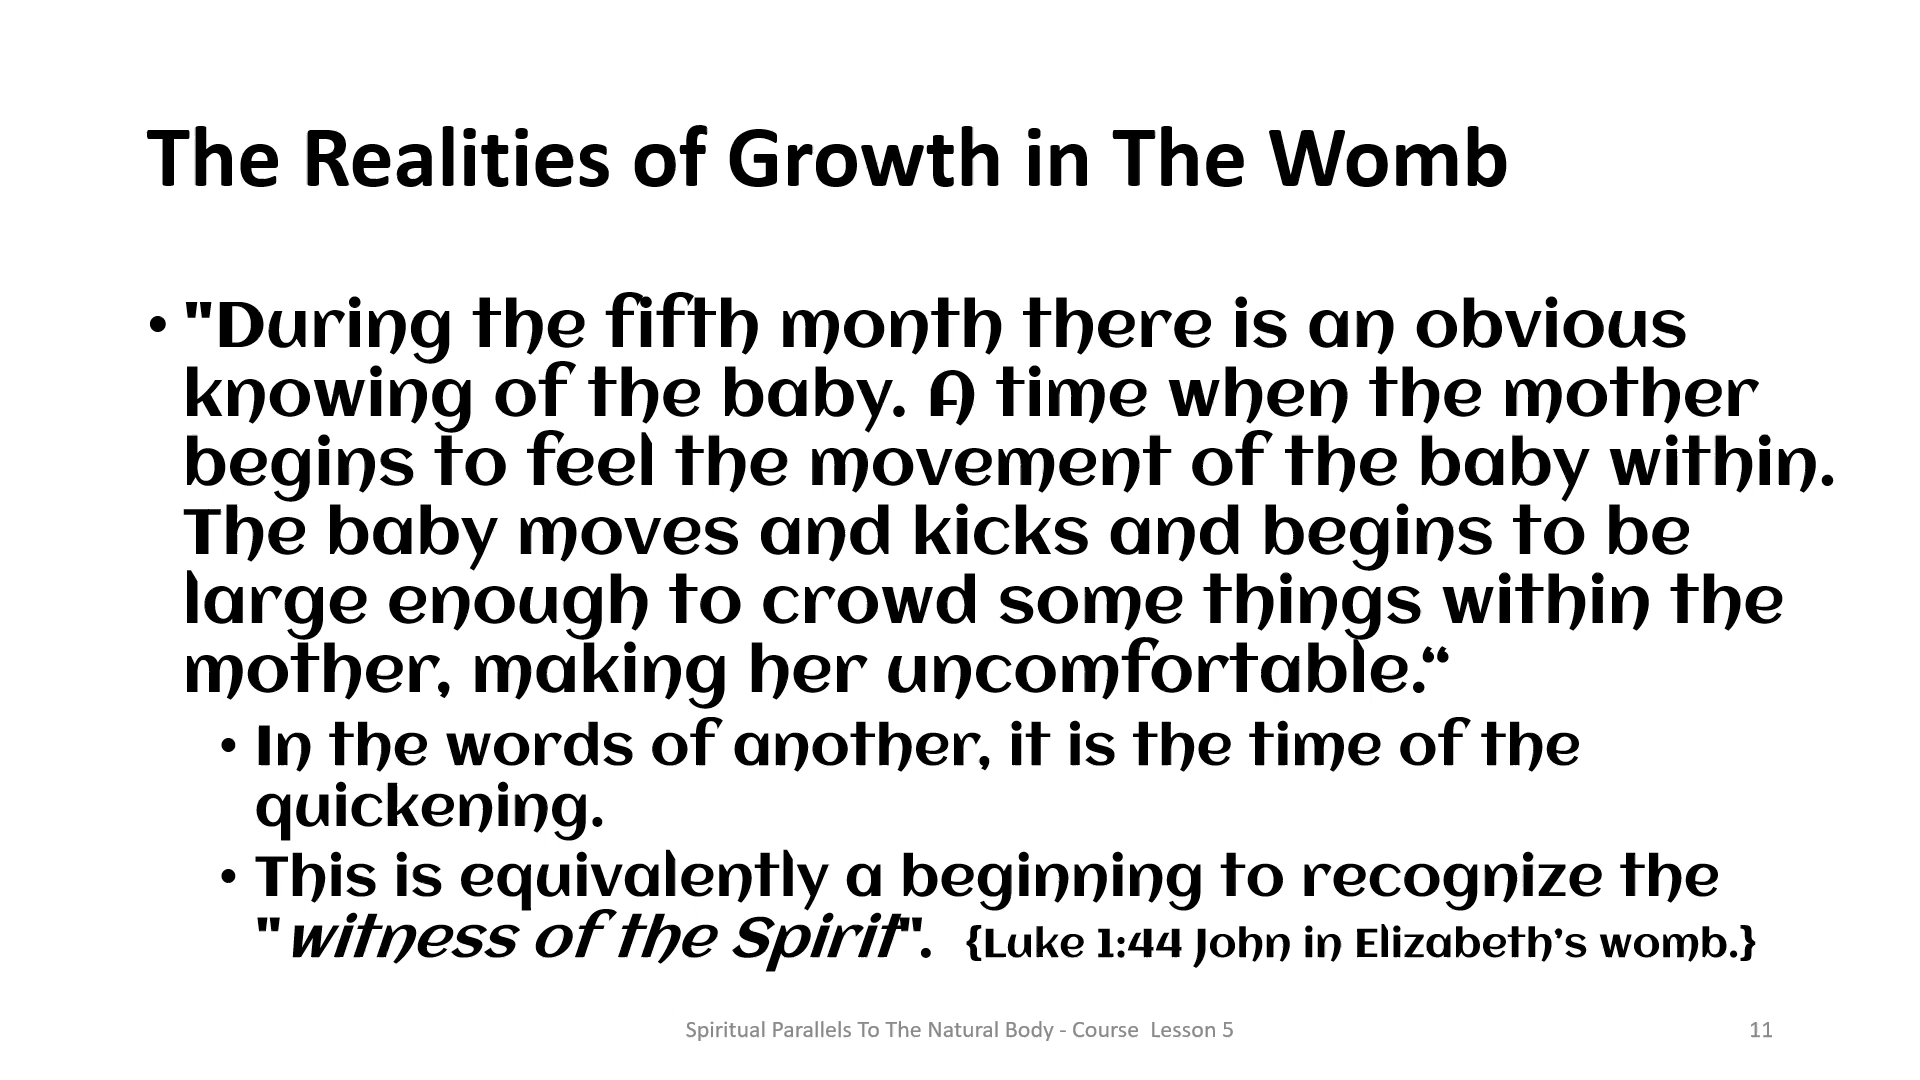 The Realities of Growth in The Womb
• "During the fifth month there is an obvious
knowing of the baby. A time when the mother
begins to feel the movement of the baby within.
The baby moves and kicks and begins to be
large enough to crowd some things within the
mother, making her uncomfortable.“
• In the words of another, it is the time of the
quickening.
• This is equivalently a beginning to recognize the
"witness of the Spirit". {Luke 1:44 John in Elizabeth’s womb.}
Spiritual Parallels To The Natural Body - Course  Lesson 5
11